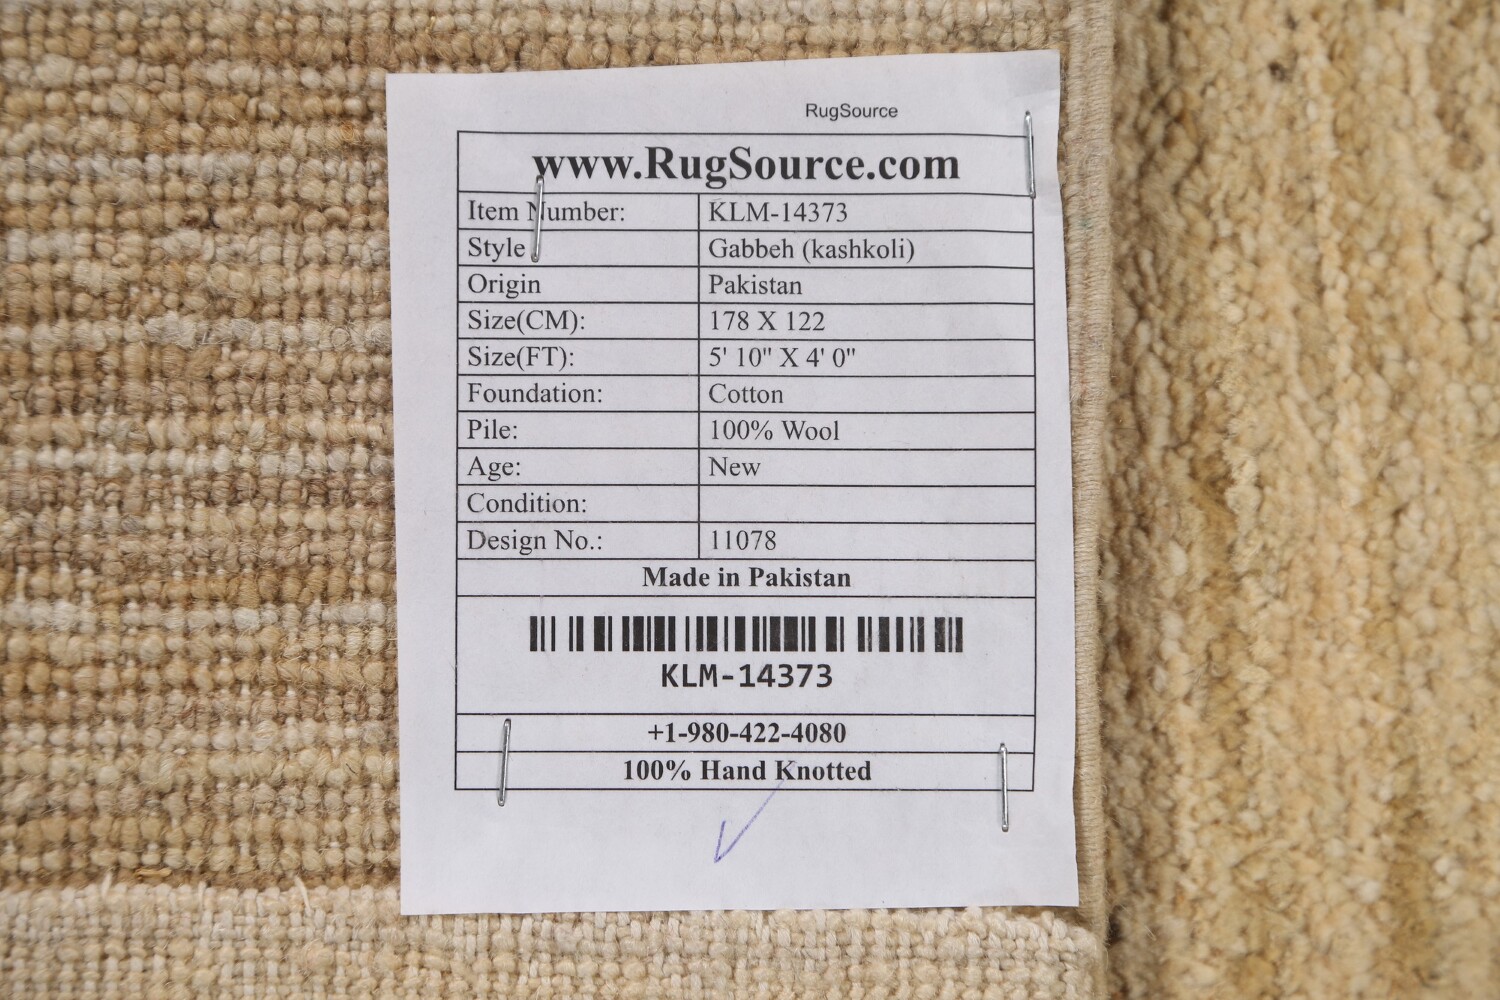 RugSource
www.RugSource.com
Item Number: KLM-14373
Style Gabbeh (kashkoli)
Origin Pakistan
Size(CM): 178 X 122
Size(FT): 5' 10" X 4' 0"
Foundation: Cotton
Pile: 100% Wool
Age: New
Condition:
Design No.: 11078
Made in Pakistan
KLM-14373
+1-980-422-4080
100% Hand Knotted